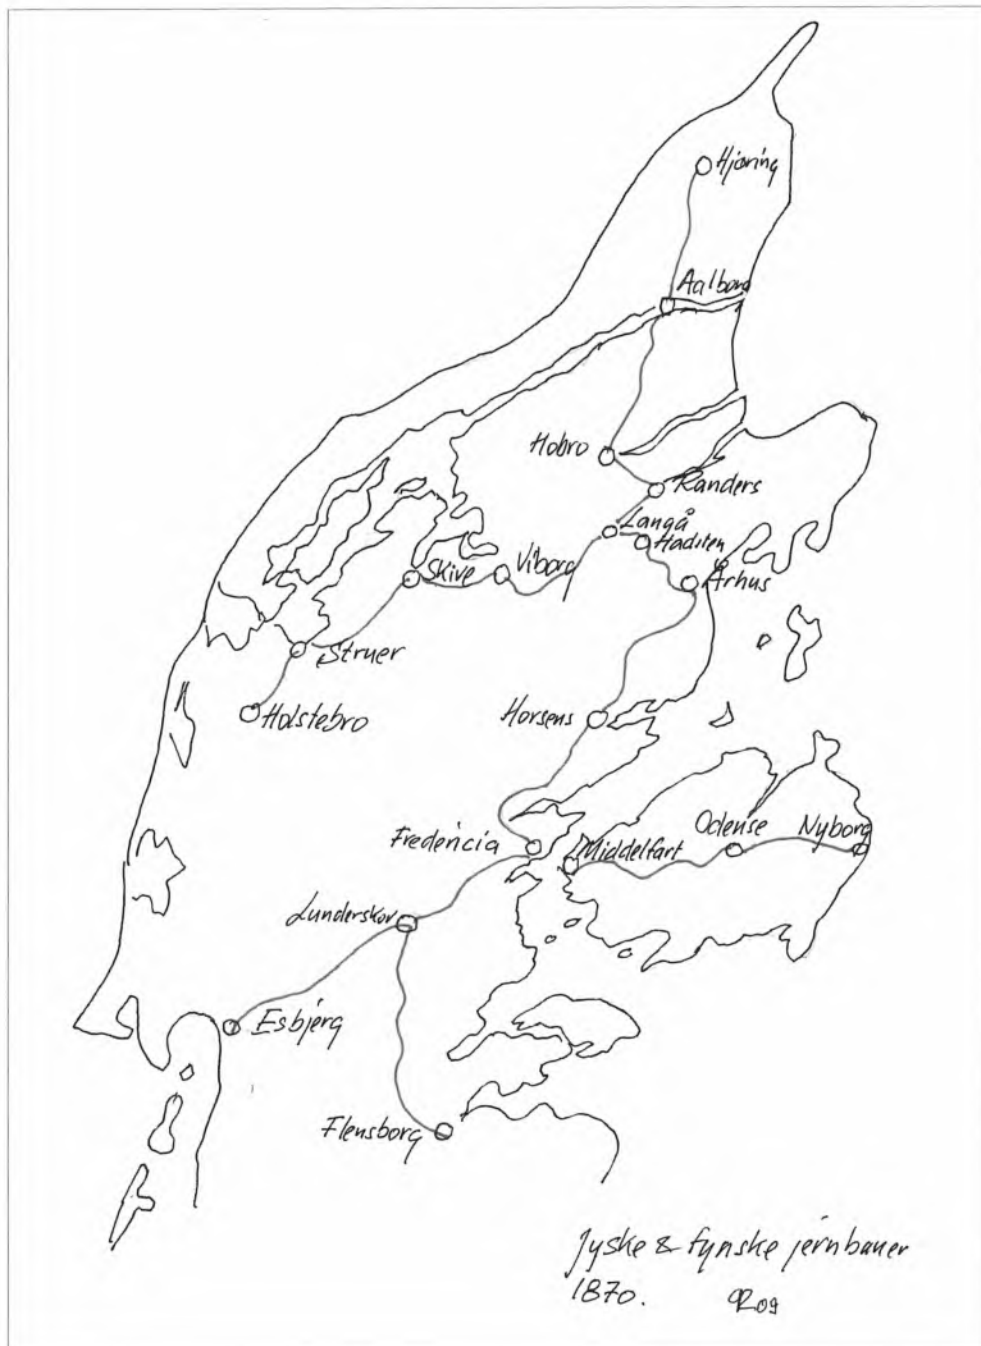 Hjøring
Aalborg
Hobro
Randers
Langå
Hadsten
Århus
Viborg
Skive
Struer
Holstebro
Horsens
Fredericia
Middelfart
Odense
Nyborg
Lunderskov
Esbjerg
Flensborg
Jyske & fynske jernbaner
1870.